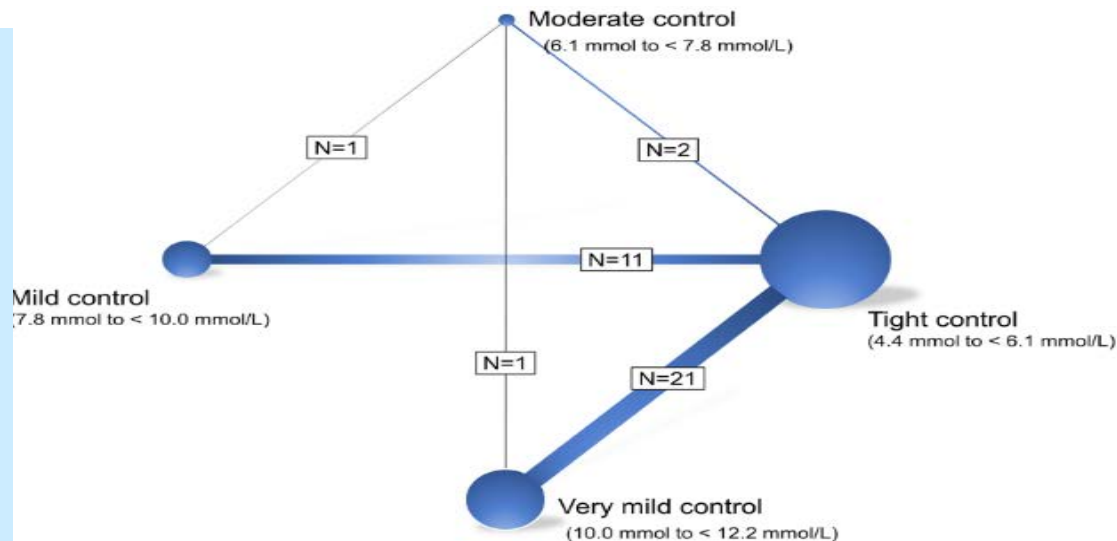 Moderate control
(6.1 mmol to < 7.8 mmol/L)
N=1
N=2
N=11
Mild control
(7.8 mmol to < 10.0 mmol/L)
Tight control
(4.4 mmol to < 6.1 mmol/L)
N=1
N=21
Very mild control
(10.0 mmol to < 12.2 mmol/L)